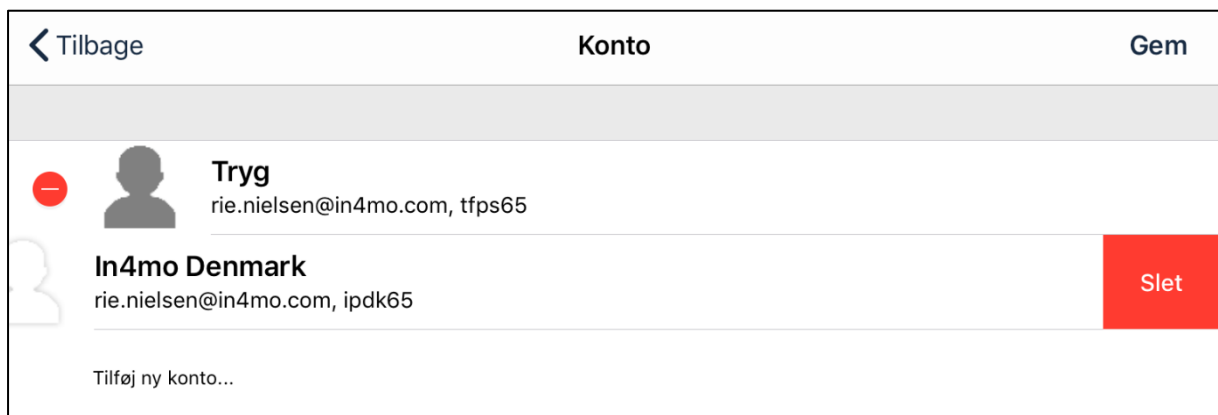 Tilbage
Konto
Gem
Tryg
rie.nielsen@in4mo.com, tfps65
In4mo Denmark
rie.nielsen@in4mo.com, ipdk65
Slet
Tilføj ny konto...